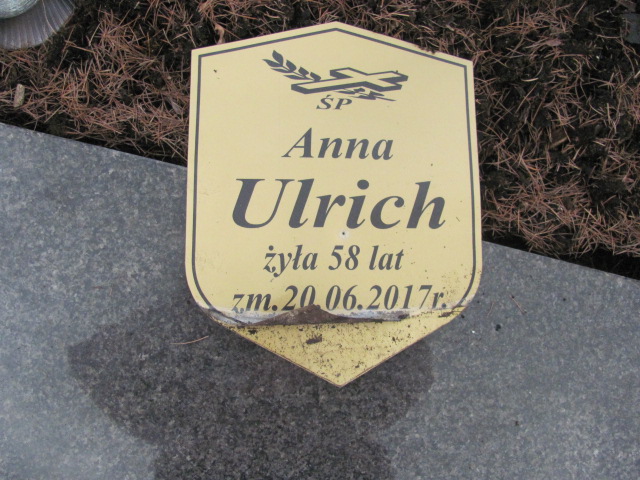 ŚP
Anna
Ulrich
żyła 58 lat
zm.20.06.2017r.